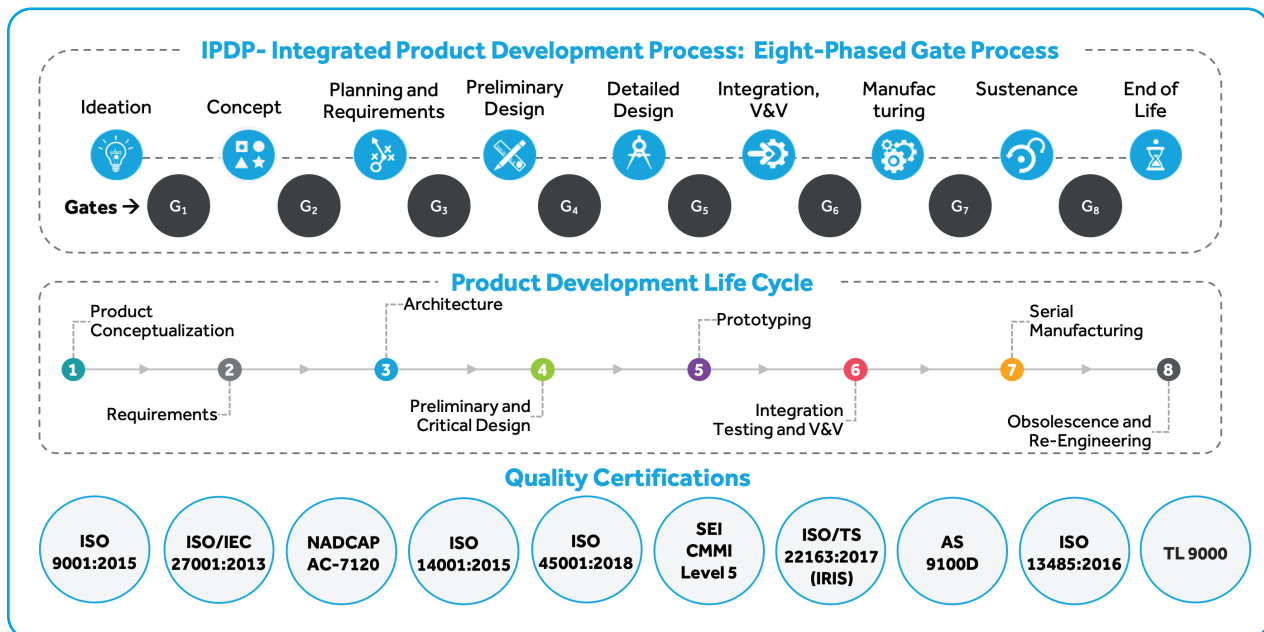 IPDP- Integrated Product Development Process: Eight-Phased Gate Process
Ideation
Concept
Planning and
Requirements
Preliminary
Design
Detailed
Design
Integration,
V&V
Manufac
turing
Sustenance
End of
Life
Gates →
G₁
G₂
G₃
G₄
G₅
G₆
G₇
G₈
Product Development Life Cycle
Product
Conceptualization
Architecture
Prototyping
Serial
Manufacturing
1
2
3
4
5
6
7
8
Requirements
Preliminary and
Critical Design
Integration
Testing and V&V
Obsolescence and
Re-Engineering
Quality Certifications
ISO
9001:2015
ISO/IEC
27001:2013
NADCAP
AC-7120
ISO
14001:2015
ISO
45001:2018
SEI
CMMI
Level 5
ISO/TS
22163:2017
(IRIS)
AS
9100D
ISO
13485:2016
TL 9000